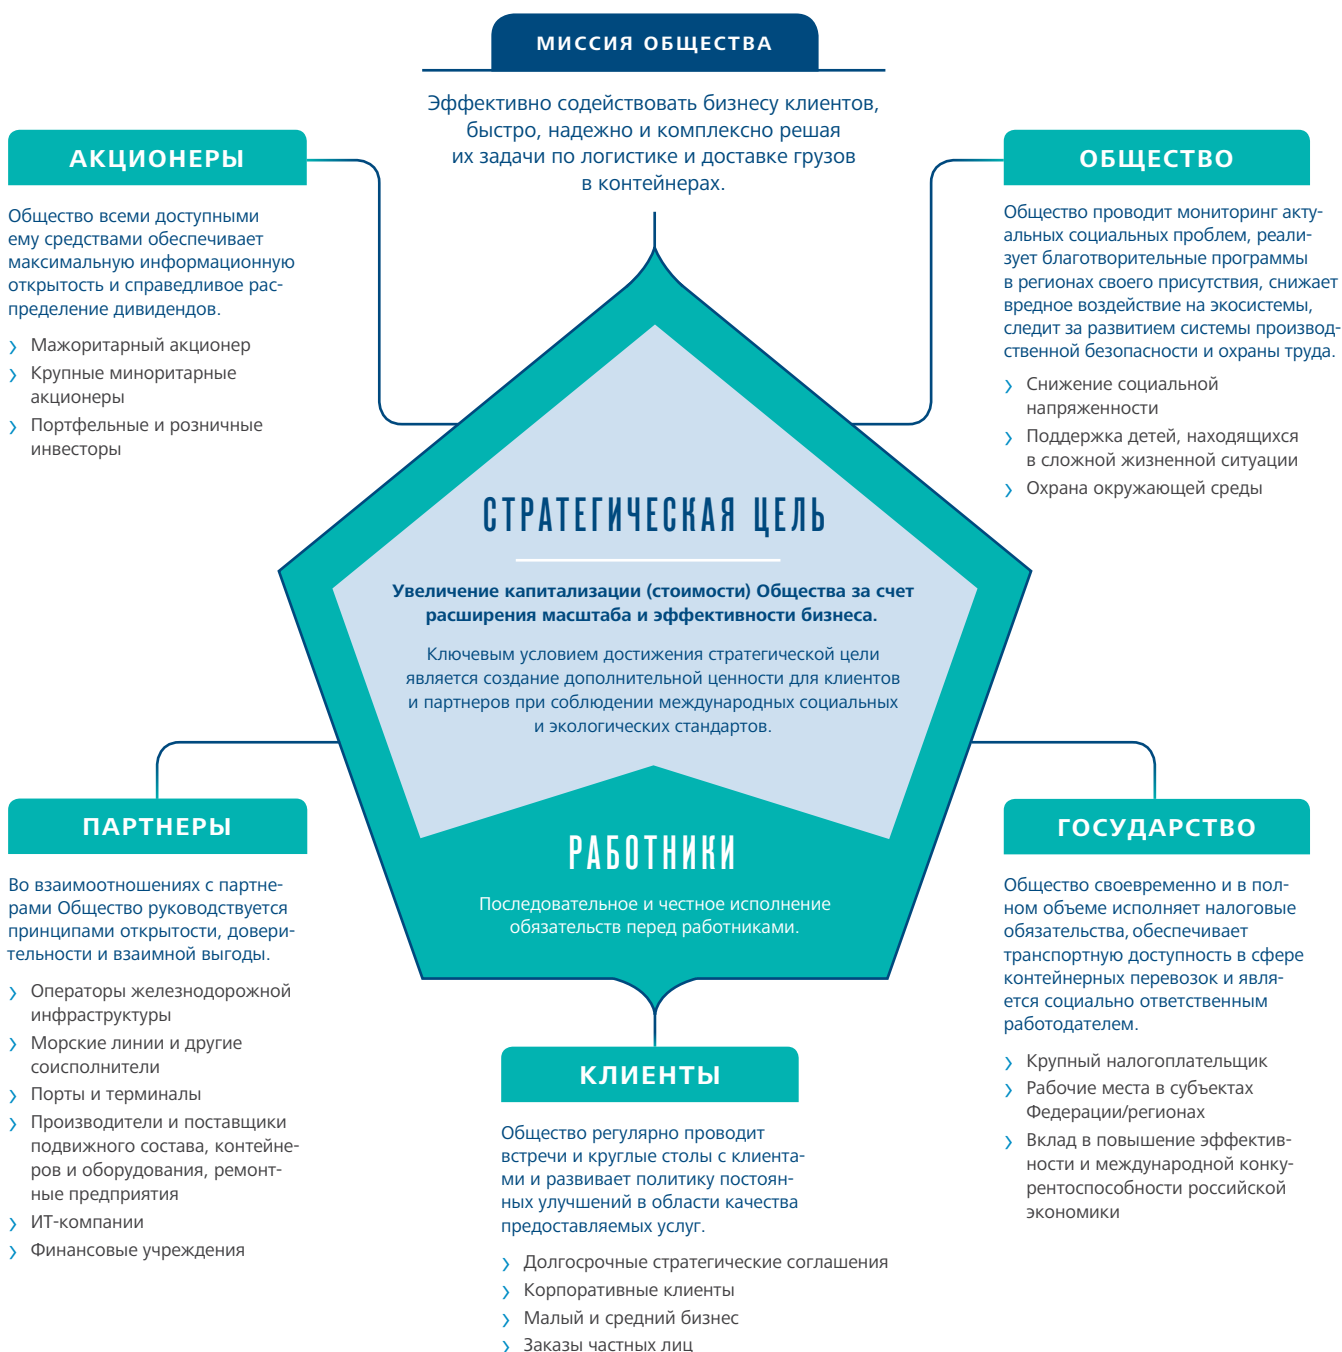 МИССИЯ ОБЩЕСТВА
Эффективно содействовать бизнесу клиентов,
быстро, надежно и комплексно решая
их задачи по логистике и доставке грузов
в контейнерах.
АКЦИОНЕРЫ
Общество всеми доступными
ему средствами обеспечивает
максимальную информационную
открытость и справедливое рас-
пределение дивидендов.
› Мажоритарный акционер
› Крупные миноритарные
акционеры
› Портфельные и розничные
инвесторы
ОБЩЕСТВО
Общество проводит мониторинг акту-
альных социальных проблем, реали-
зует благотворительные программы
в регионах своего присутствия, снижает
вредное воздействие на экосистемы,
следит за развитием системы производ-
ственной безопасности и охраны труда.
› Снижение социальной
напряженности
› Поддержка детей, находящихся
в сложной жизненной ситуации
› Охрана окружающей среды
СТРАТЕГИЧЕСКАЯ ЦЕЛЬ
Увеличение капитализации (стоимости) Общества за счет
расширения масштаба и эффективности бизнеса.
Ключевым условием достижения стратегической цели
является создание дополнительной ценности для клиентов
и партнеров при соблюдении международных социальных
и экологических стандартов.
РАБОТНИКИ
Последовательное и честное исполнение
обязательств перед работниками.
ПАРТНЕРЫ
Во взаимоотношениях с партне-
рами Общество руководствуется
принципами открытости, довери-
тельности и взаимной выгоды.
› Операторы железнодорожной
инфраструктуры
› Морские линии и другие
соисполнители
› Порты и терминалы
› Производители и поставщики
подвижного состава, контейне-
ров и оборудования, ремонт-
ные предприятия
› ИТ-компании
› Финансовые учреждения
КЛИЕНТЫ
Общество регулярно проводит
встречи и круглые столы с клиента-
ми и развивает политику постоян-
ных улучшений в области качества
предоставляемых услуг.
› Долгосрочные стратегические соглашения
› Корпоративные клиенты
› Малый и средний бизнес
› Заказы частных лиц
ГОСУДАРСТВО
Общество своевременно и в пол-
ном объеме исполняет налоговые
обязательства, обеспечивает
транспортную доступность в сфере
контейнерных перевозок и явля-
ется социально ответственным
работодателем.
› Крупный налогоплательщик
› Рабочие места в субъектах
Федерации/регионах
› Вклад в повышение эффектив-
ности и международной конку-
рентоспособности российской
экономики